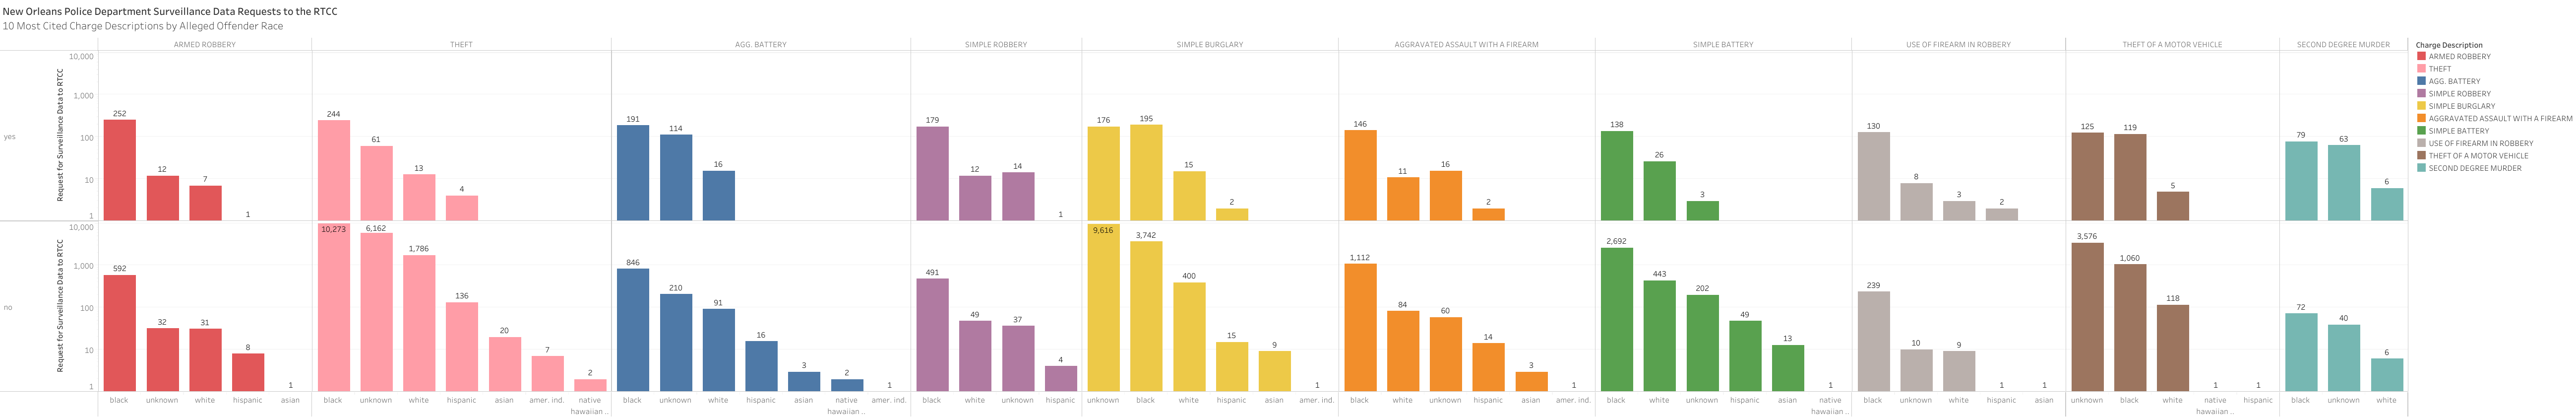 New Orleans Police Department Surveillance Data Requests to the RTCC
10 Most Cited Charge Descriptions by Alleged Offender Race
ARMED ROBBERY THEFT AGG. BATTERY SIMPLE ROBBERY SIMPLE BURGLARY AGGRAVATED ASSAULT WITH A FIREARM SIMPLE BATTERY USE OF FIREARM IN ROBBERY THEFT OF A MOTOR VEHICLE SECOND DEGREE MURDER
yes
Request for Surveillance Data to RTCC
10,000
1,000
100
10
1
252 12 7 1 244 61 13 4 191 114 16 179 12 14 1 176 195 15 2 146 11 16 2 138 26 3 130 8 3 2 125 119 5 79 63 6
no
Request for Surveillance Data to RTCC
10,000
1,000
100
10
1
592 32 31 8 1 10,273 6,162 1,786 136 20 7 2 846 210 91 16 3 2 1 491 49 37 4 9,616 3,742 400 15 9 1 1,112 84 60 14 3 1 2,692 443 202 49 13 1 239 10 9 1 1 3,576 1,060 118 1 1 72 40 6
black unknown white hispanic asian black unknown white hispanic asian amer. ind. native black unknown white hispanic asian native amer. ind. black white unknown hispanic unknown black white hispanic asian amer. ind. black white unknown hispanic asian amer. ind. black white unknown hispanic asian native black unknown white hispanic asian unknown black white native hispanic black unknown white
hawaiian .. hawaiian .. hawaiian .. hawaiian ..
Charge Description
ARMED ROBBERY
THEFT
AGG. BATTERY
SIMPLE ROBBERY
SIMPLE BURGLARY
AGGRAVATED ASSAULT WITH A FIREARM
SIMPLE BATTERY
USE OF FIREARM IN ROBBERY
THEFT OF A MOTOR VEHICLE
SECOND DEGREE MURDER